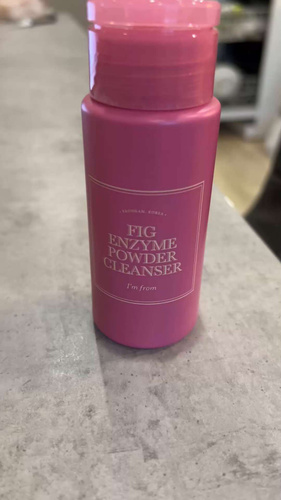 FIG
ENZYME
POWDER
CLEANSER
I'm from